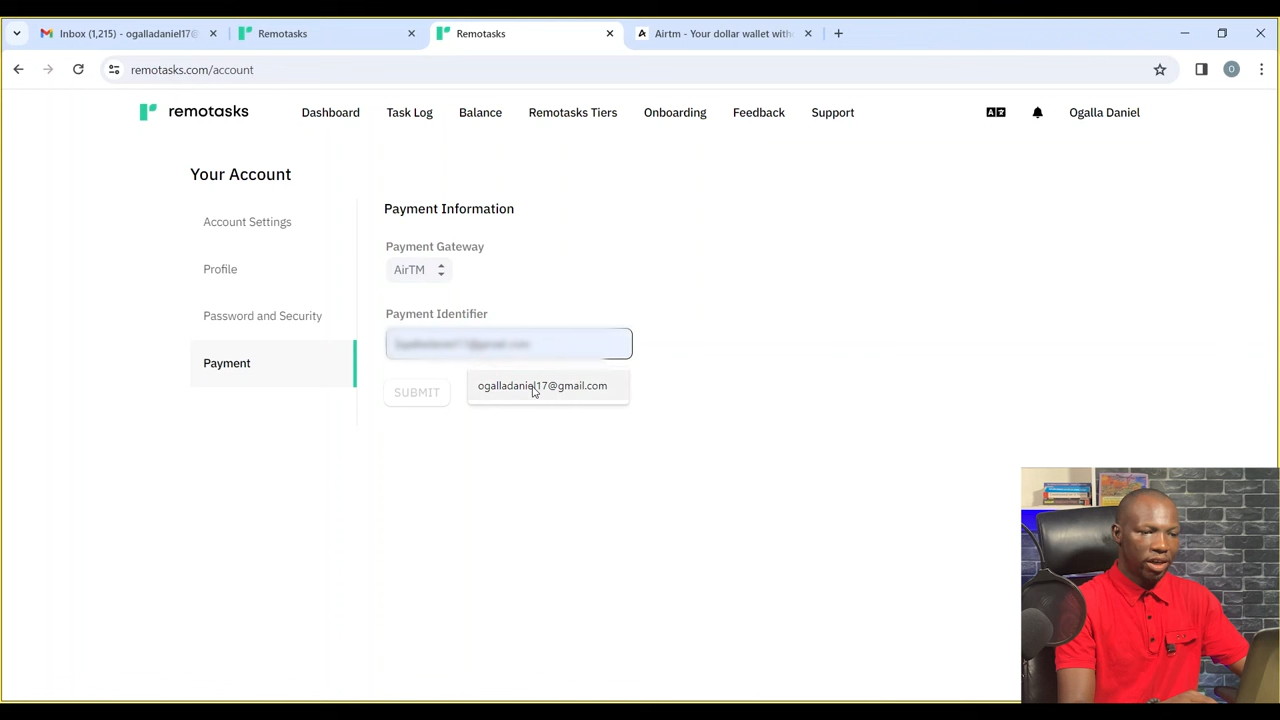 Inbox (1,215) - ogalladaniel17@
Remotasks
Remotasks
Airtm - Your dollar wallet with
remotasks.com/account
remotasks
Dashboard
Task Log
Balance
Remotasks Tiers
Onboarding
Feedback
Support
Ogalla Daniel
Your Account
Account Settings
Profile
Password and Security
Payment
Payment Information
Payment Gateway
AirTM
Payment Identifier
ogalladaniel17@gmail.com
SUBMIT